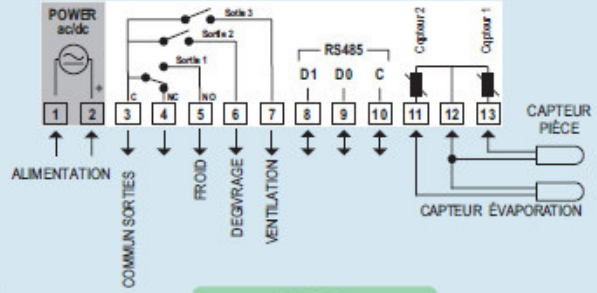 POWER
ac/dc
+
Sortie 3
Sortie 2
Sortie 1
C
NC
NO
RS485
D1 D0 C
Capteur 2
Capteur 1
1 2 3 4 5 6 7 8 9 10 11 12 13
ALIMENTATION
COMMUN SORTIES
FROID
DEGIVRAGE
VENTILATION
CAPTEUR
PIÈCE
CAPTEUR ÉVAPORATION